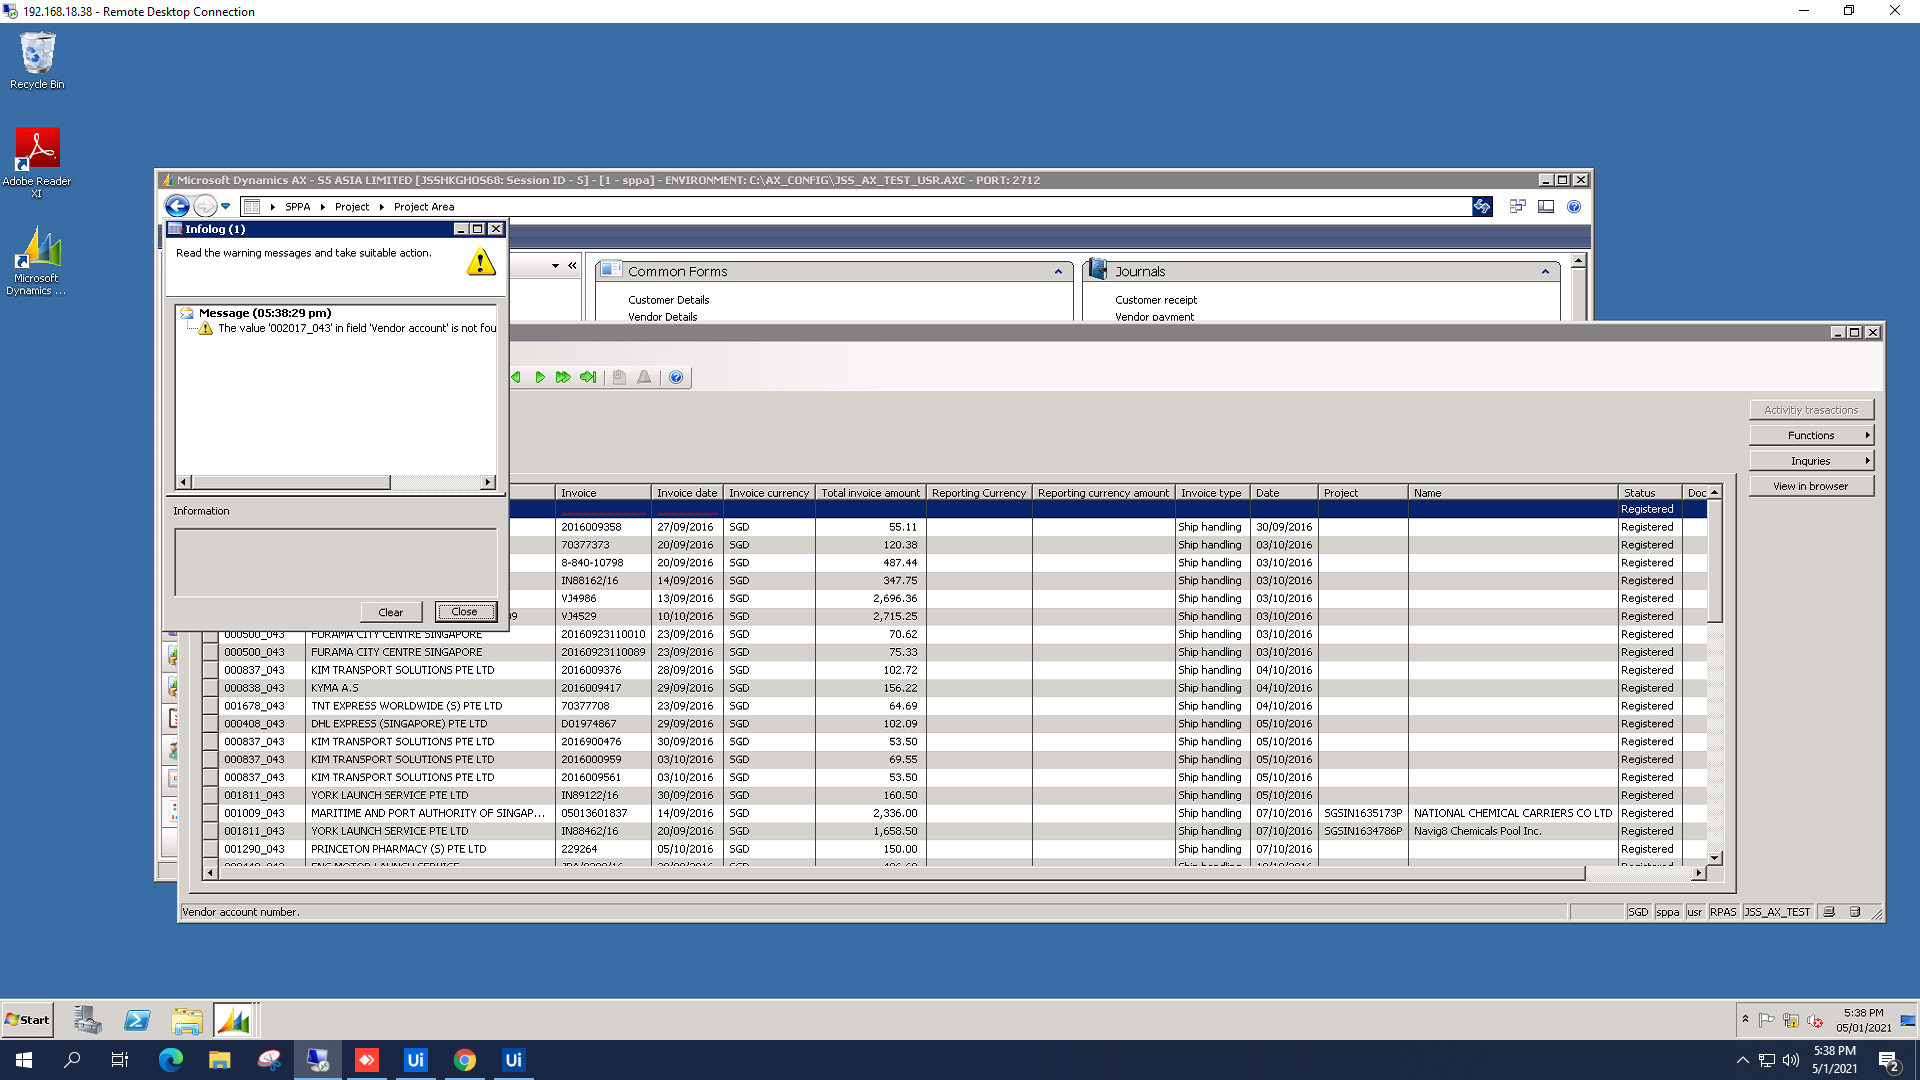 192.168.18.38 - Remote Desktop Connection
Recycle Bin
Adobe Reader
XI
Microsoft
Dynamics ...
Microsoft Dynamics AX - S5 ASIA LIMITED [JSSHKGHOS68: Session ID - 5] - [1 - sppa] - ENVIRONMENT: C:\AX_CONFIG\JSS_AX_TEST_USR.AXC - PORT: 2712
SPPA Project Project Area
Infolog (1)
Read the warning messages and take suitable action.
Message (05:38:29 pm)
The value '002017_043' in field 'Vendor account' is not fou
Information
Clear Close
Common Forms
Customer Details
Vendor Details
Journals
Customer receipt
Vendor payment
Activitiy trasactions
Functions
Inquries
View in browser
Invoice Invoice date Invoice currency Total invoice amount Reporting Currency Reporting currency amount Invoice type Date Project Name Status Doc
Registered
2016009358 27/09/2016 SGD 55.11 Ship handling 30/09/2016 Registered
70377373 20/09/2016 SGD 120.38 Ship handling 03/10/2016 Registered
8-840-10798 20/09/2016 SGD 487.44 Ship handling 03/10/2016 Registered
IN88162/16 14/09/2016 SGD 347.75 Ship handling 03/10/2016 Registered
VJ4986 13/09/2016 SGD 2,696.36 Ship handling 03/10/2016 Registered
VJ4529 10/10/2016 SGD 2,715.25 Ship handling 03/10/2016 Registered
000500_043 FURAMA CITY CENTRE SINGAPORE 20160923110010 23/09/2016 SGD 70.62 Ship handling 03/10/2016 Registered
000500_043 FURAMA CITY CENTRE SINGAPORE 20160923110089 23/09/2016 SGD 75.33 Ship handling 03/10/2016 Registered
000837_043 KIM TRANSPORT SOLUTIONS PTE LTD 2016009376 28/09/2016 SGD 102.72 Ship handling 04/10/2016 Registered
000838_043 KYMA A.S 2016009417 29/09/2016 SGD 156.22 Ship handling 04/10/2016 Registered
001678_043 TNT EXPRESS WORLDWIDE (S) PTE LTD 70377708 23/09/2016 SGD 64.69 Ship handling 04/10/2016 Registered
000408_043 DHL EXPRESS (SINGAPORE) PTE LTD D01974867 29/09/2016 SGD 102.09 Ship handling 05/10/2016 Registered
000837_043 KIM TRANSPORT SOLUTIONS PTE LTD 2016900476 30/09/2016 SGD 53.50 Ship handling 05/10/2016 Registered
000837_043 KIM TRANSPORT SOLUTIONS PTE LTD 2016000959 03/10/2016 SGD 69.55 Ship handling 05/10/2016 Registered
000837_043 KIM TRANSPORT SOLUTIONS PTE LTD 2016009561 03/10/2016 SGD 53.50 Ship handling 05/10/2016 Registered
001811_043 YORK LAUNCH SERVICE PTE LTD IN89122/16 30/09/2016 SGD 160.50 Ship handling 05/10/2016 Registered
001009_043 MARITIME AND PORT AUTHORITY OF SINGAP... 05013601837 14/09/2016 SGD 2,336.00 Ship handling 07/10/2016 SGSIN1635173P NATIONAL CHEMICAL CARRIERS CO LTD Registered
001811_043 YORK LAUNCH SERVICE PTE LTD IN88462/16 20/09/2016 SGD 1,658.50 Ship handling 07/10/2016 SGSIN1634786P Navig8 Chemicals Pool Inc. Registered
001290_043 PRINCETON PHARMACY (S) PTE LTD 229264 05/10/2016 SGD 150.00 Ship handling 07/10/2016 Registered
Vendor account number.
SGD sppa usr RPAS JSS_AX_TEST
Start
5:38 PM
05/01/2021
Ui Ui
5:38 PM
5/1/2021
2